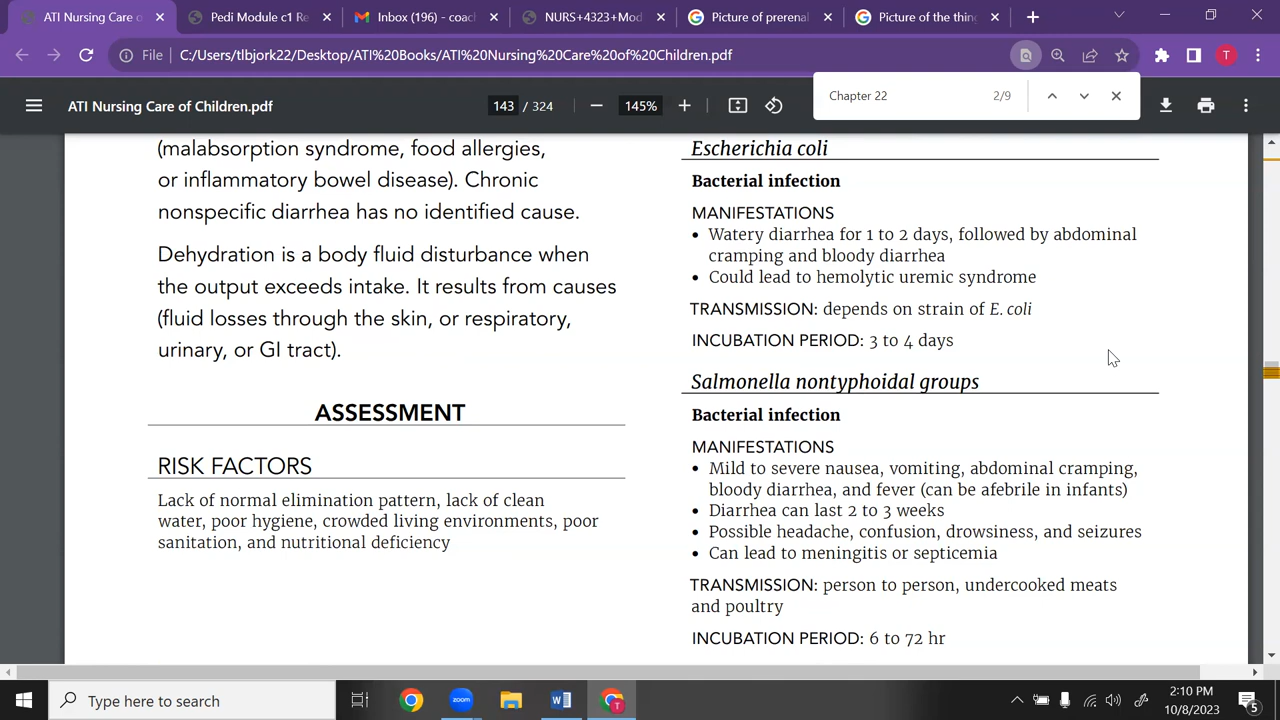 ATI Nursing Care o
Pedi Module c1 Re
Inbox (196) - coac
NURS+4323+Mod
Picture of prerenal
Picture of the thing
File
C:/Users/tlbjork22/Desktop/ATI%20Books/ATI%20Nursing%20Care%20of%20Children.pdf
T
Chapter 22
2/9
ATI Nursing Care of Children.pdf
143 / 324
145%
(malabsorption syndrome, food allergies,
or inflammatory bowel disease). Chronic
nonspecific diarrhea has no identified cause.
Dehydration is a body fluid disturbance when
the output exceeds intake. It results from causes
(fluid losses through the skin, or respiratory,
urinary, or GI tract).
ASSESSMENT
RISK FACTORS
Lack of normal elimination pattern, lack of clean
water, poor hygiene, crowded living environments, poor
sanitation, and nutritional deficiency
Escherichia coli
Bacterial infection
MANIFESTATIONS
• Watery diarrhea for 1 to 2 days, followed by abdominal
cramping and bloody diarrhea
• Could lead to hemolytic uremic syndrome
TRANSMISSION: depends on strain of E. coli
INCUBATION PERIOD: 3 to 4 days
Salmonella nontyphoidal groups
Bacterial infection
MANIFESTATIONS
• Mild to severe nausea, vomiting, abdominal cramping,
bloody diarrhea, and fever (can be afebrile in infants)
• Diarrhea can last 2 to 3 weeks
• Possible headache, confusion, drowsiness, and seizures
• Can lead to meningitis or septicemia
TRANSMISSION: person to person, undercooked meats
and poultry
INCUBATION PERIOD: 6 to 72 hr
Type here to search
zoom
T
2:10 PM
10/8/2023
5